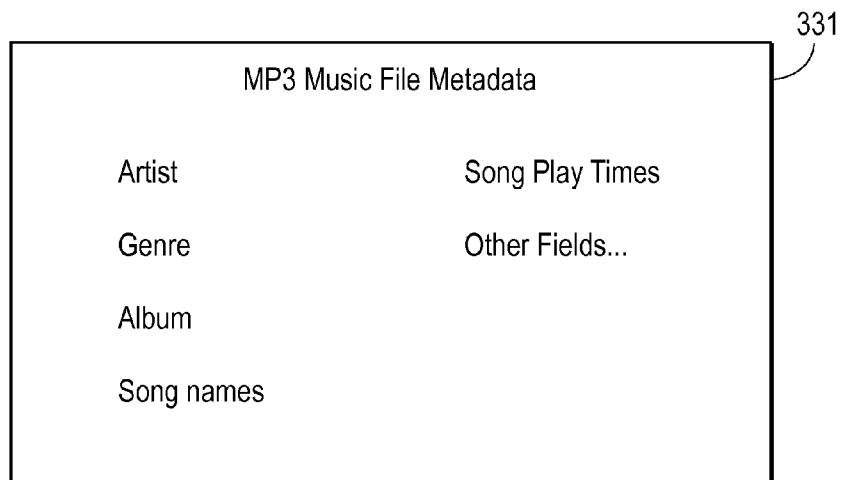 331
MP3 Music File Metadata
Artist
Song Play Times
Genre
Other Fields...
Album
Song names